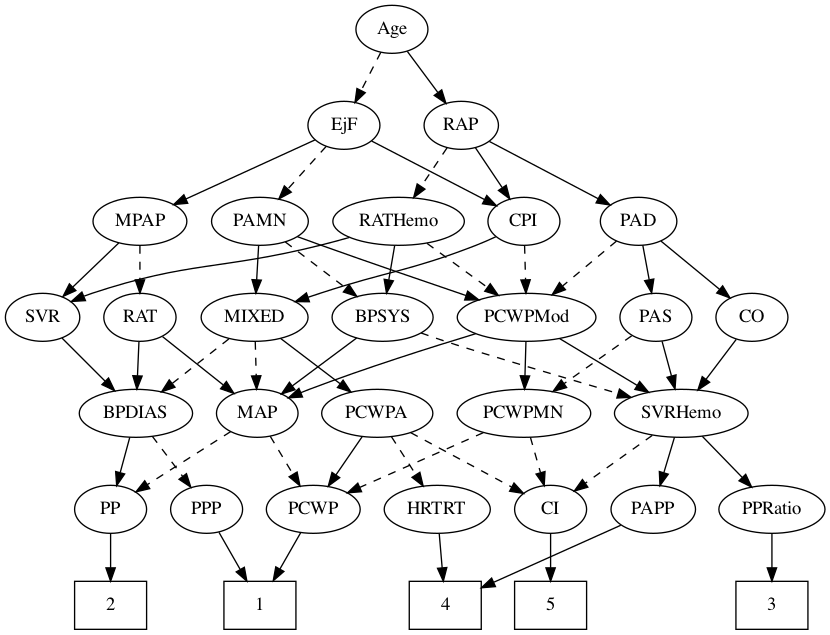 Age
EjF RAP
MPAP PAMN RATHemo CPI PAD
SVR RAT MIXED BPSYS PCWPMod PAS CO
BPDIAS MAP PCWPA PCWPMN SVRHemo
PP PPP PCWP HRTRT CI PAPP PPRatio
2 1 4 5 3